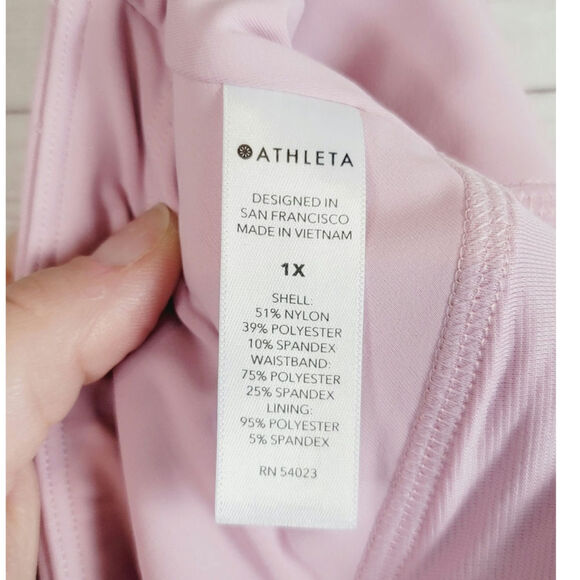 ATHLETA
DESIGNED IN
SAN FRANCISCO
MADE IN VIETNAM
1X
SHELL:
51% NYLON
39% POLYESTER
10% SPANDEX
WAISTBAND:
75% POLYESTER
25% SPANDEX
LINING:
95% POLYESTER
5% SPANDEX
RN 54023